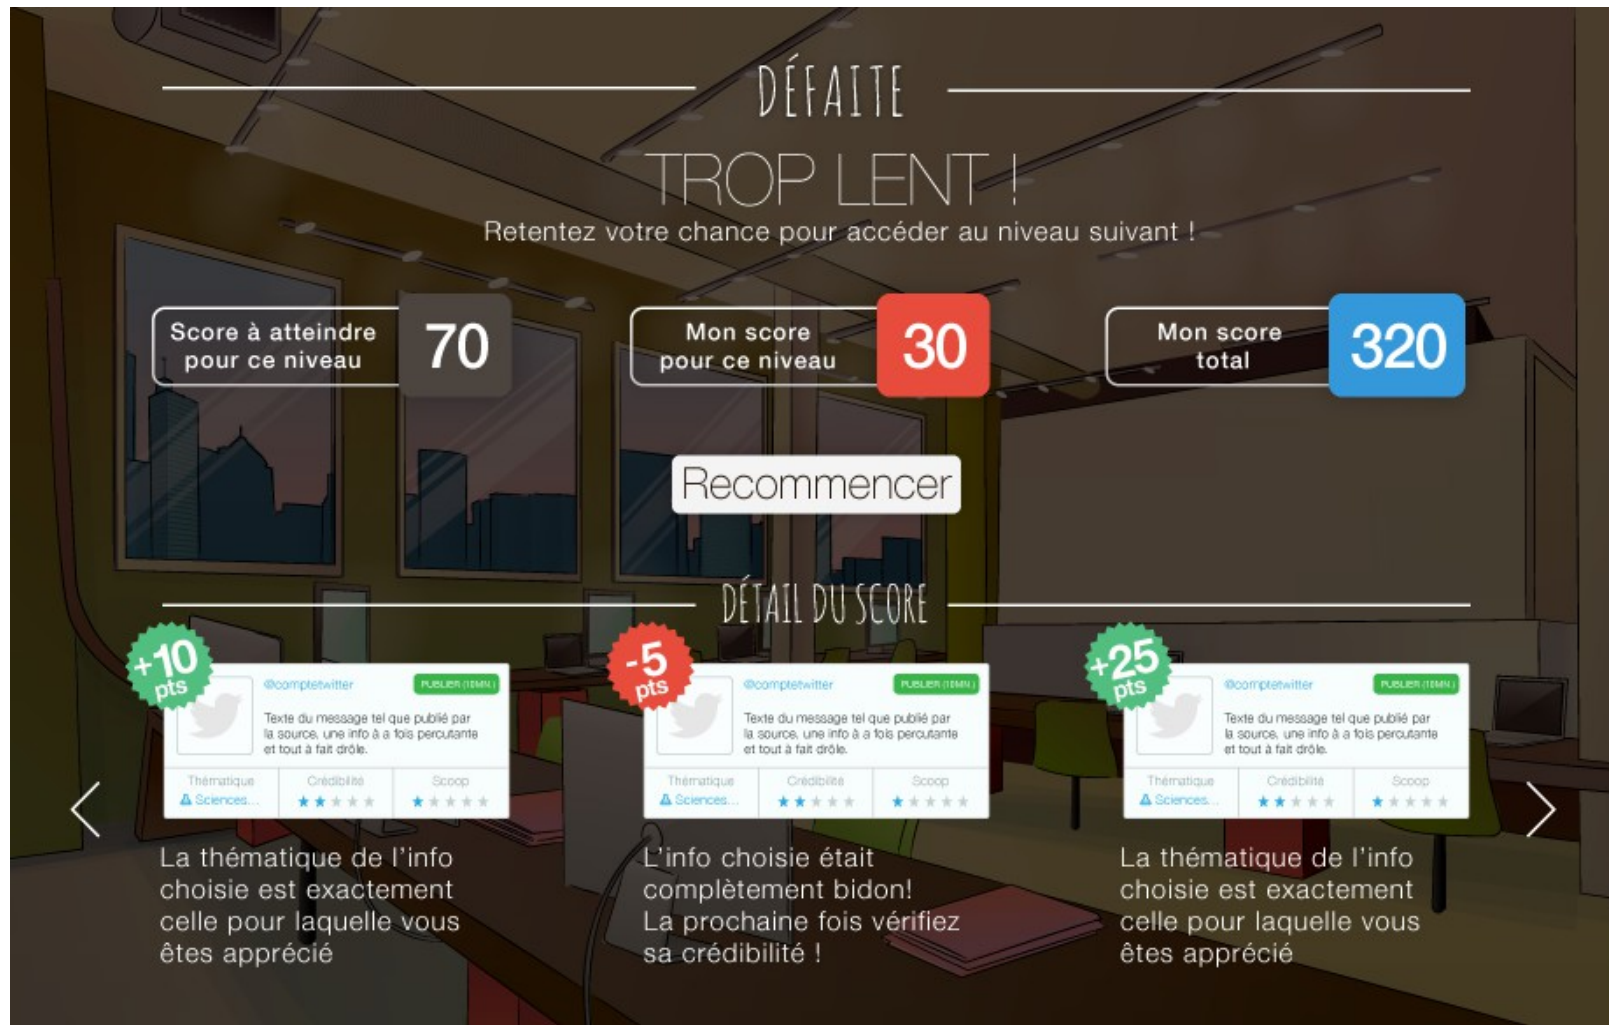 DÉFAITE
TROP LENT !
Retentez votre chance pour accéder au niveau suivant !
Score à atteindre
pour ce niveau
70
Mon score
pour ce niveau
30
Mon score
total
320
Recommencer
DÉTAIL DU SCORE
+10
pts
@comptetwitter
PUBLIER (10MN.)
Texte du message tel que publié par
la source, une info à a fois percutante
et tout à fait drôle.
Thématique
Crédibilité
Scoop
Sciences...
La thématique de l'info
choisie est exactement
celle pour laquelle vous
êtes apprécié
-5
pts
@comptetwitter
PUBLIER (10MN.)
Texte du message tel que publié par
la source, une info à a fois percutante
et tout à fait drôle.
Thématique
Crédibilité
Scoop
Sciences...
L'info choisie était
complètement bidon!
La prochaine fois vérifiez
sa crédibilité !
+25
pts
@comptetwitter
PUBLIER (10MN.)
Texte du message tel que publié par
la source, une info à a fois percutante
et tout à fait drôle.
Thématique
Crédibilité
Scoop
Sciences...
La thématique de l'info
choisie est exactement
celle pour laquelle vous
êtes apprécié